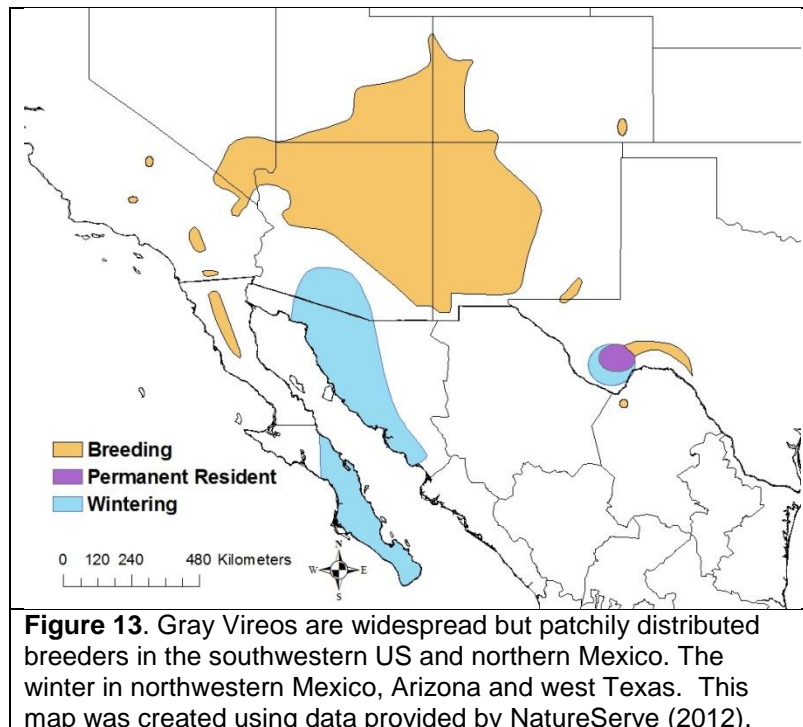 Breeding
Permanent Resident
Wintering
0 120 240 480 Kilometers
N
W E
S
Figure 13. Gray Vireos are widespread but patchily distributed
breeders in the southwestern US and northern Mexico. The
winter in northwestern Mexico, Arizona and west Texas. This
map was created using data provided by NatureServe (2012).